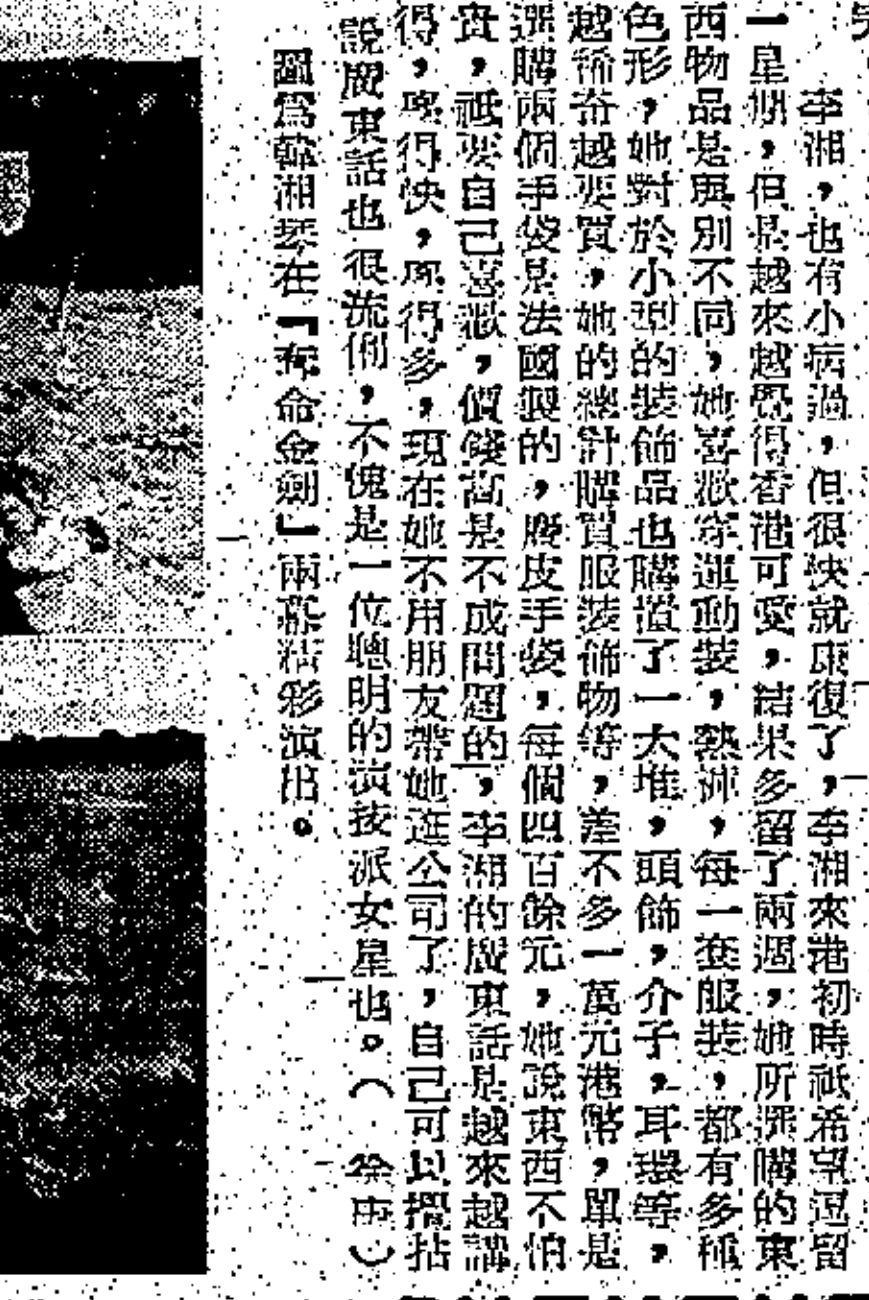 李湘，也有小病過，但很快就康復了，李湘來港初時祇希望逗留
一星期，但是越來越覺得香港可愛，結果多留了兩週，她所選購的東
西物品是與別不同，她喜歡穿運動裝，熱褲，每一套服裝，都有多種
色形，她對於小型的裝飾品也購置了一大堆，頭飾，介子，耳環等，
越稀奇越要買，她的總計購買服裝飾物等，差不多一萬元港幣，單是
選購兩個手袋是法國製的，皮手袋，每個四百餘元，她說東西不怕
貴，祇要自己喜歡，價錢高是不成問題的，李湘的廣東話是越來越講
得，得快，得多，現在她不用朋友帶她逛公司了，自己可以
說廣東話也很流利，不愧是一位聰明的演技派女星也。（
圖為韓湘琴在『奪命金劍』兩幕精彩演出。